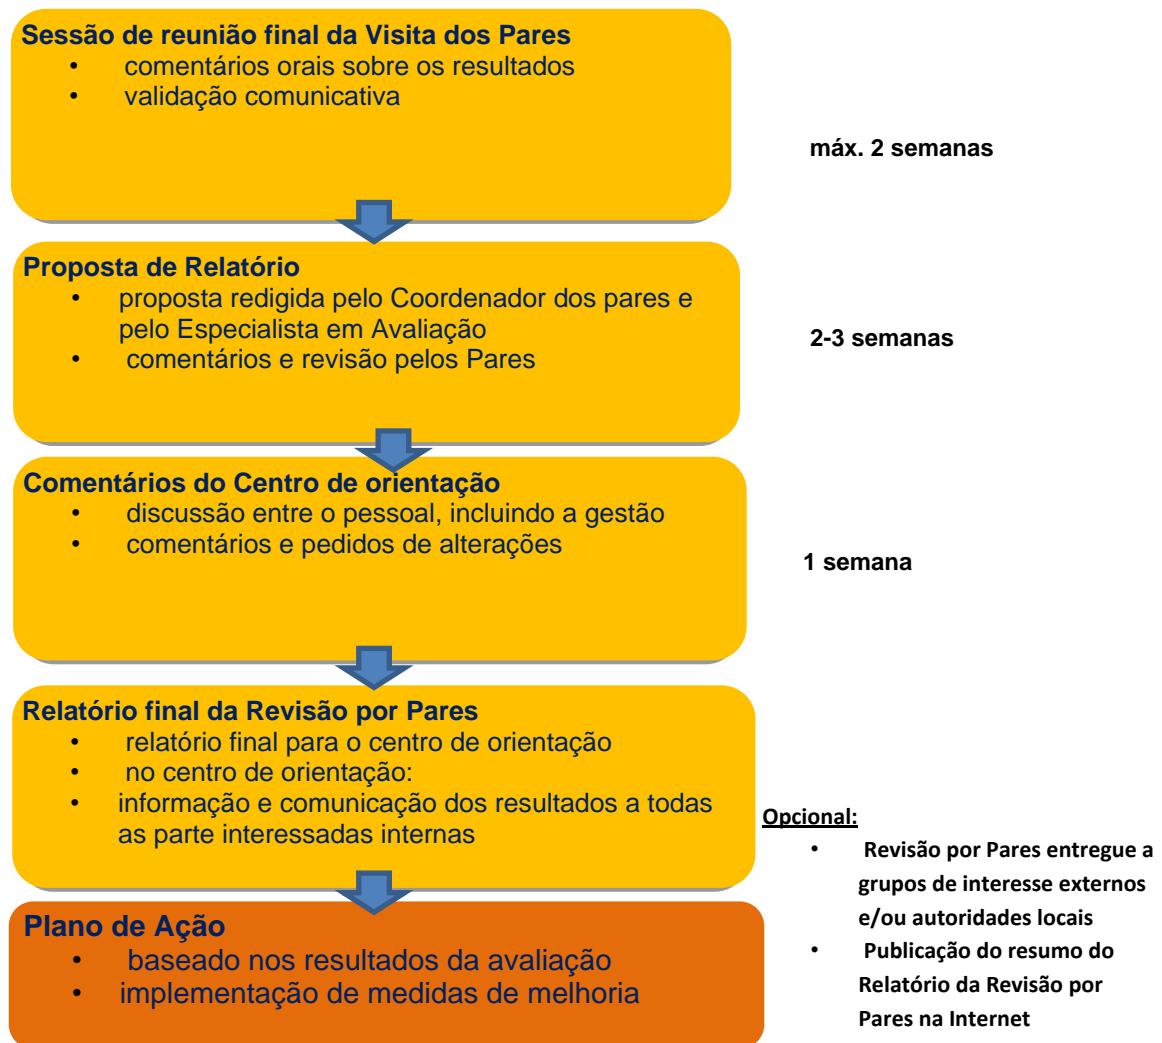 Sessão de reunião final da Visita dos Pares
• comentários orais sobre os resultados
• validação comunicativa
máx. 2 semanas
Proposta de Relatório
• proposta redigida pelo Coordenador dos pares e
pelo Especialista em Avaliação
• comentários e revisão pelos Pares
2-3 semanas
Comentários do Centro de orientação
• discussão entre o pessoal, incluindo a gestão
• comentários e pedidos de alterações
1 semana
Relatório final da Revisão por Pares
• relatório final para o centro de orientação
• no centro de orientação:
• informação e comunicação dos resultados a todas
as parte interessadas internas
Opcional:
• Revisão por Pares entregue a
grupos de interesse externos
e/ou autoridades locais
• Publicação do resumo do
Relatório da Revisão por
Pares na Internet
Plano de Ação
• baseado nos resultados da avaliação
• implementação de medidas de melhoria